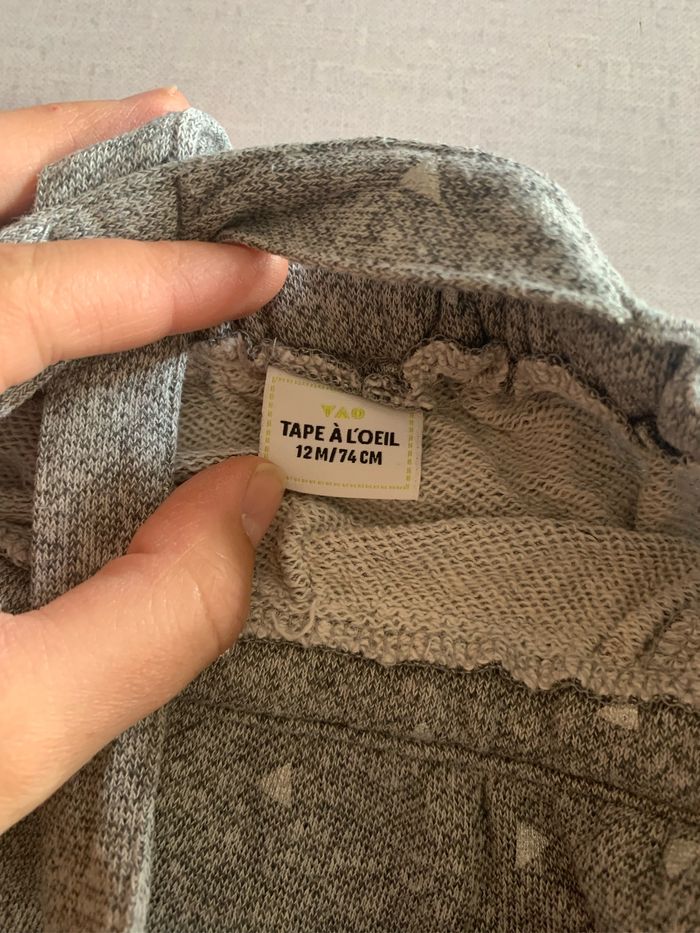 TAO
TAPE À L'OEIL
12M/74CM